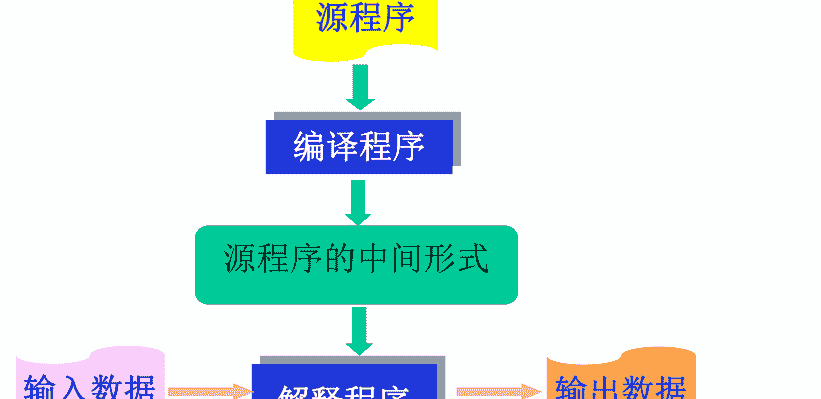 源程序
编译程序
源程序的中间形式
输入数据
解释程序
输出数据